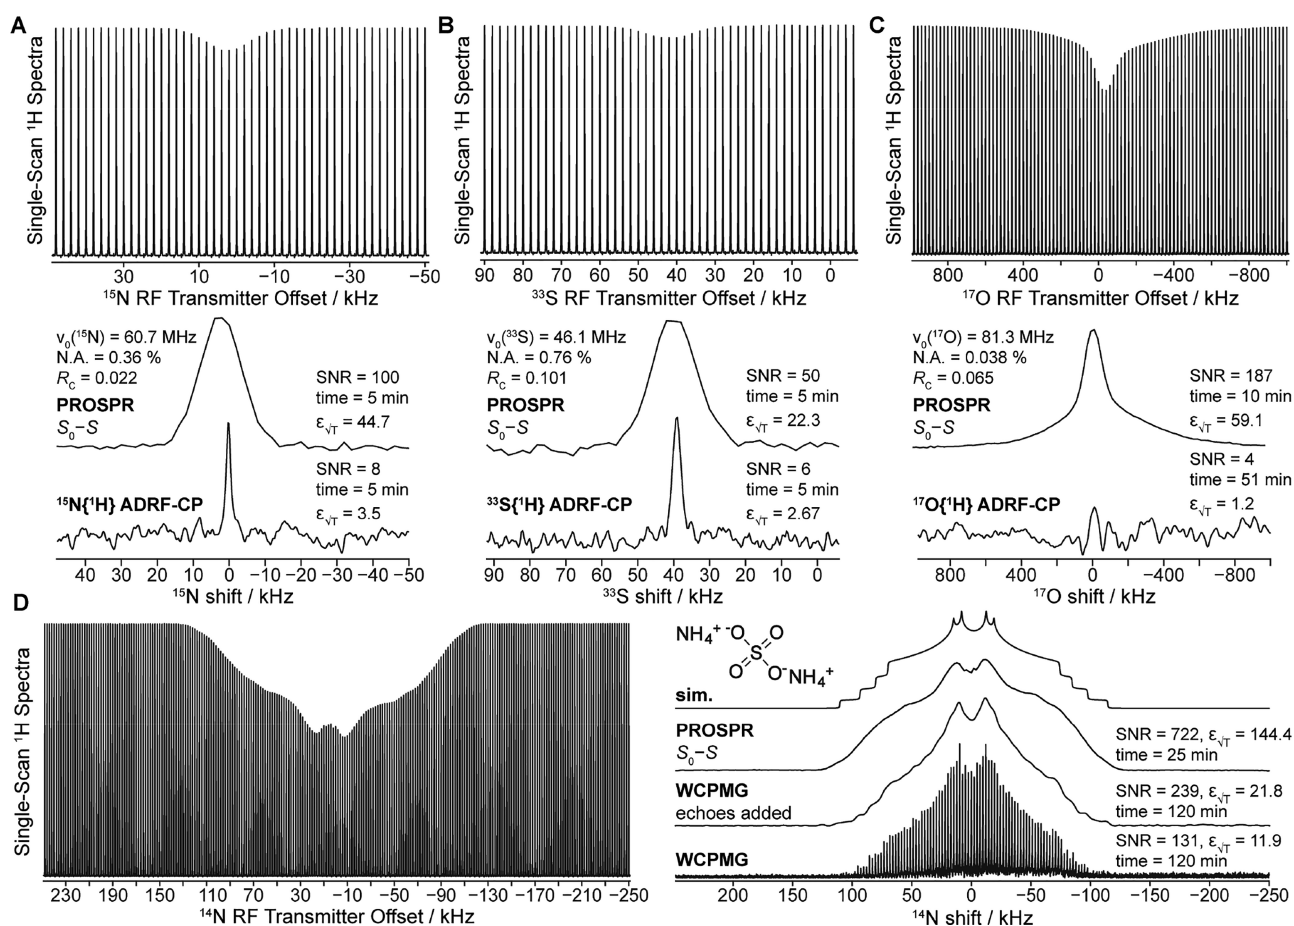 A
Single-Scan ¹H Spectra
30 10 −10 −30 −50
¹⁵N RF Transmitter Offset / kHz
ν₀(¹⁵N) = 60.7 MHz
N.A. = 0.36 %
R_C = 0.022
PROSPR
S₀−S
SNR = 100
time = 5 min
ε_√T = 44.7
¹⁵N{¹H} ADRF-CP
SNR = 8
time = 5 min
ε_√T = 3.5
40 30 20 10 0 −10 −20 −30 −40 −50
¹⁵N shift / kHz
B
Single-Scan ¹H Spectra
90 80 70 60 50 40 30 20 10 0
³³S RF Transmitter Offset / kHz
ν₀(³³S) = 46.1 MHz
N.A. = 0.76 %
R_C = 0.101
PROSPR
S₀−S
SNR = 50
time = 5 min
ε_√T = 22.3
³³S{¹H} ADRF-CP
SNR = 6
time = 5 min
ε_√T = 2.67
90 80 70 60 50 40 30 20 10 0
³³S shift / kHz
C
Single-Scan ¹H Spectra
800 400 0 −400 −800
¹⁷O RF Transmitter Offset / kHz
ν₀(¹⁷O) = 81.3 MHz
N.A. = 0.038 %
R_C = 0.065
PROSPR
S₀−S
SNR = 187
time = 10 min
ε_√T = 59.1
¹⁷O{¹H} ADRF-CP
SNR = 4
time = 51 min
ε_√T = 1.2
800 400 0 −400 −800
¹⁷O shift / kHz
D
Single-Scan ¹H Spectra
230 190 150 110 70 30 −10 −50 −90 −130 −170 −210 −250
¹⁴N RF Transmitter Offset / kHz
NH₄⁺ ⁻O O
S
O O⁻NH₄⁺
sim.
PROSPR
S₀−S
SNR = 722, ε_√T = 144.4
time = 25 min
WCPMG
echoes added
SNR = 239, ε_√T = 21.8
time = 120 min
WCPMG
SNR = 131, ε_√T = 11.9
time = 120 min
200 150 100 50 0 −50 −100 −150 −200 −250
¹⁴N shift / kHz